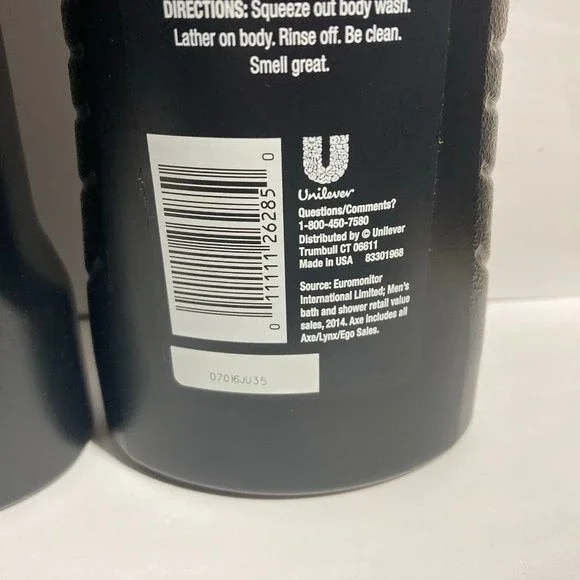 DIRECTIONS: Squeeze out body wash.
Lather on body. Rinse off. Be clean.
Smell great.
0 11111 26285 0
Unilever
Questions/Comments?
1-800-450-7580
Distributed by © Unilever
Trumbull CT 06611
Made in USA 83301968
Source: Euromonitor
International Limited; Men's
bath and shower retail value
sales, 2014. Axe includes all
Axe/Lynx/Ego Sales.
07016JU35